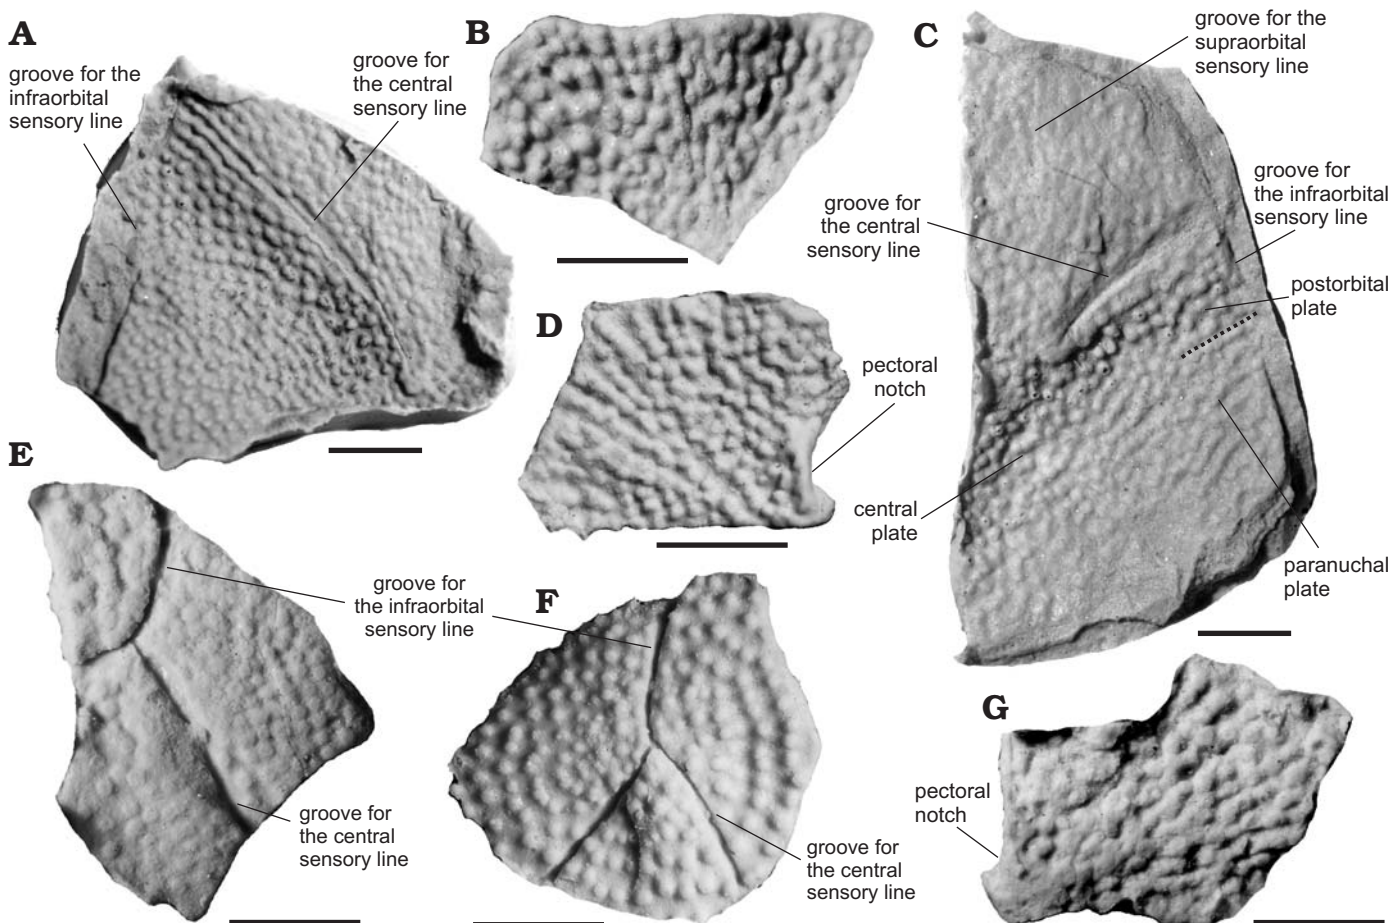 A
groove for the
infraorbital
sensory line
groove for
the central
sensory line
B
C
groove for the
supraorbital
sensory line
groove for
the infraorbital
sensory line
groove for
the central
sensory line
postorbital
plate
D
pectoral
notch
central
plate
paranuchal
plate
E
groove for
the infraorbital
sensory line
F
groove for
the central
sensory line
groove for
the central
sensory line
G
pectoral
notch